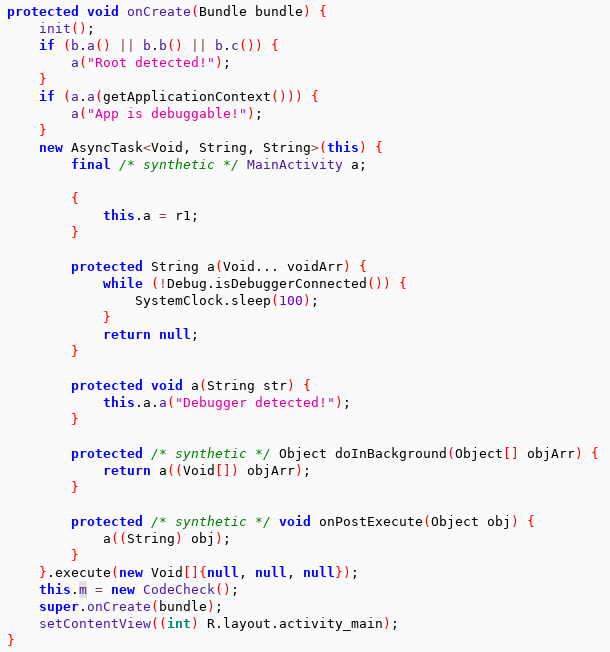 protected void onCreate(Bundle bundle) {
    init();
    if (b.a() || b.b() || b.c()) {
        a("Root detected!");
    }
    if (a.a(getApplicationContext())) {
        a("App is debuggable!");
    }
    new AsyncTask<Void, String, String>(this) {
        final /* synthetic */ MainActivity a;

        {
            this.a = r1;
        }

        protected String a(Void... voidArr) {
            while (!Debug.isDebuggerConnected()) {
                SystemClock.sleep(100);
            }
            return null;
        }

        protected void a(String str) {
            this.a.a("Debugger detected!");
        }

        protected /* synthetic */ Object doInBackground(Object[] objArr) {
            return a((Void[]) objArr);
        }

        protected /* synthetic */ void onPostExecute(Object obj) {
            a((String) obj);
        }
    }.execute(new Void[]{null, null, null});
    this.m = new CodeCheck();
    super.onCreate(bundle);
    setContentView((int) R.layout.activity_main);
}